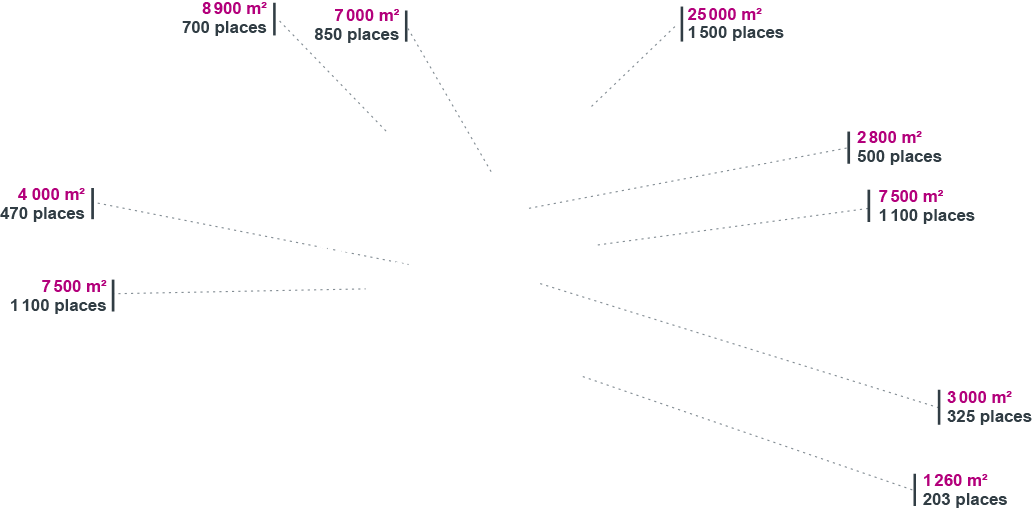 8 900 m²
700 places
7 000 m²
850 places
25 000 m²
1 500 places
2 800 m²
500 places
4 000 m²
470 places
7 500 m²
1 100 places
7 500 m²
1 100 places
3 000 m²
325 places
1 260 m²
203 places